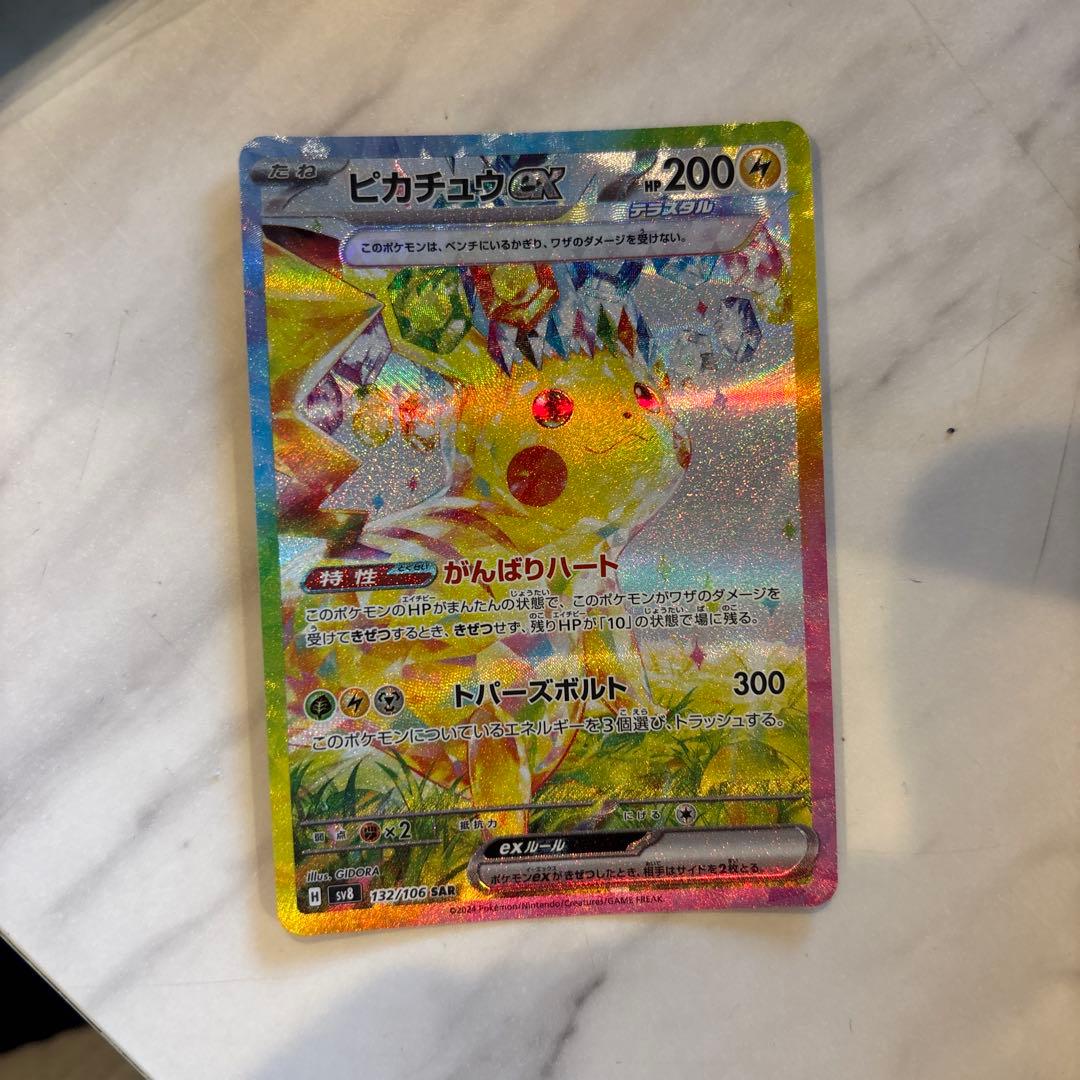 たね ピカチュウex HP200
テラスタル
このポケモンは、ベンチにいるかぎり、ワザのダメージを受けない。
特性 とくせい がんばりハート
このポケモンのHPがまんたんの状態で、このポケモンがワザのダメージを
受けてきぜつするとき、きぜつせず、残りHPが「10」の状態で場に残る。
トパーズボルト 300
このポケモンについているエネルギーを3個選び、トラッシュする。
弱点 ×2 抵抗力 にげる
exルール
ポケモンexがきぜつしたとき、相手はサイドを2枚とる。
Illus. GIDORA
H sv8 132/106 SAR
©2024 Pokémon/Nintendo/Creatures/GAME FREAK.